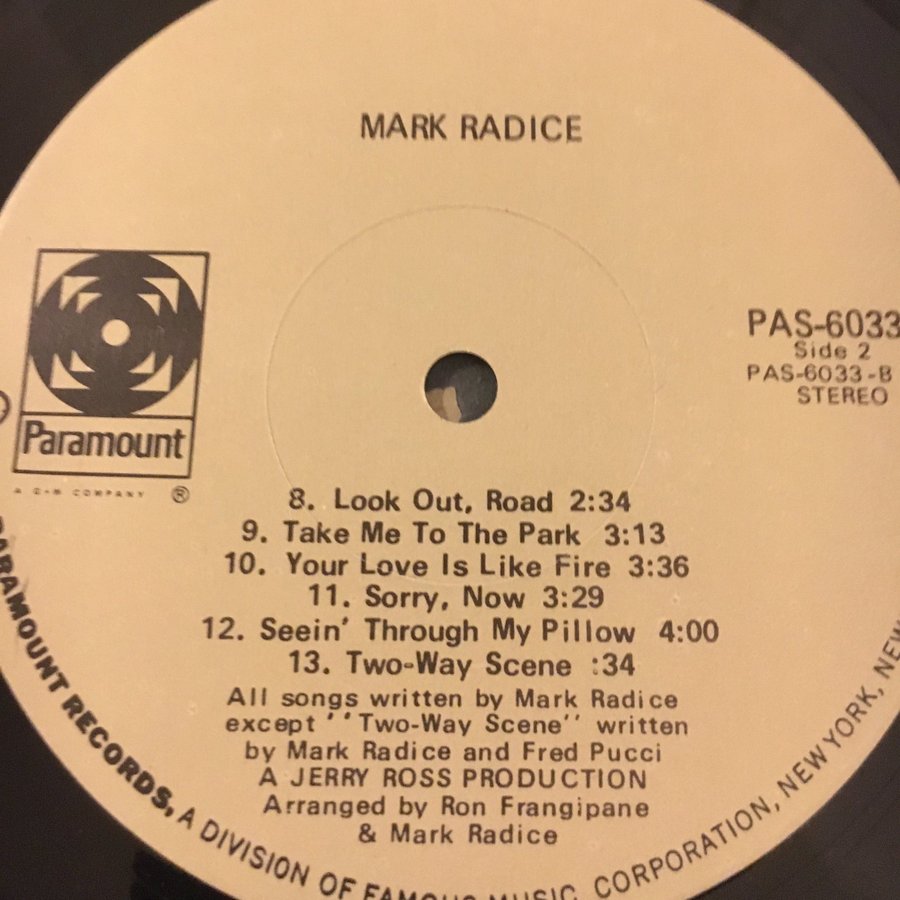 MARK RADICE
PAS-6033
Side 2
PAS-6033-B
STEREO
Paramount
A G+W COMPANY ®
8. Look Out, Road 2:34
9. Take Me To The Park 3:13
10. Your Love Is Like Fire 3:36
11. Sorry, Now 3:29
12. Seein' Through My Pillow 4:00
13. Two-Way Scene :34
All songs written by Mark Radice
except ''Two-Way Scene'' written
by Mark Radice and Fred Pucci
A JERRY ROSS PRODUCTION
Arranged by Ron Frangipane
& Mark Radice
PARAMOUNT RECORDS, A DIVISION OF FAMOUS MUSIC CORPORATION, NEW YORK, NEW